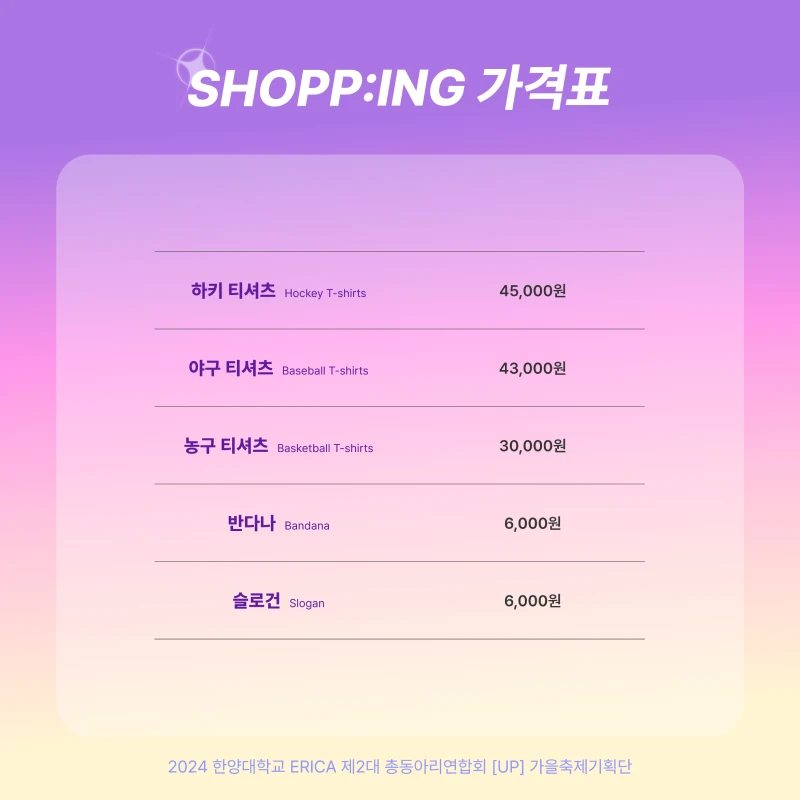 SHOPP:ING 가격표
하키 티셔츠 Hockey T-shirts 45,000원
야구 티셔츠 Baseball T-shirts 43,000원
농구 티셔츠 Basketball T-shirts 30,000원
반다나 Bandana 6,000원
슬로건 Slogan 6,000원
2024 한양대학교 ERICA 제2대 총동아리연합회 [UP] 가을축제기획단